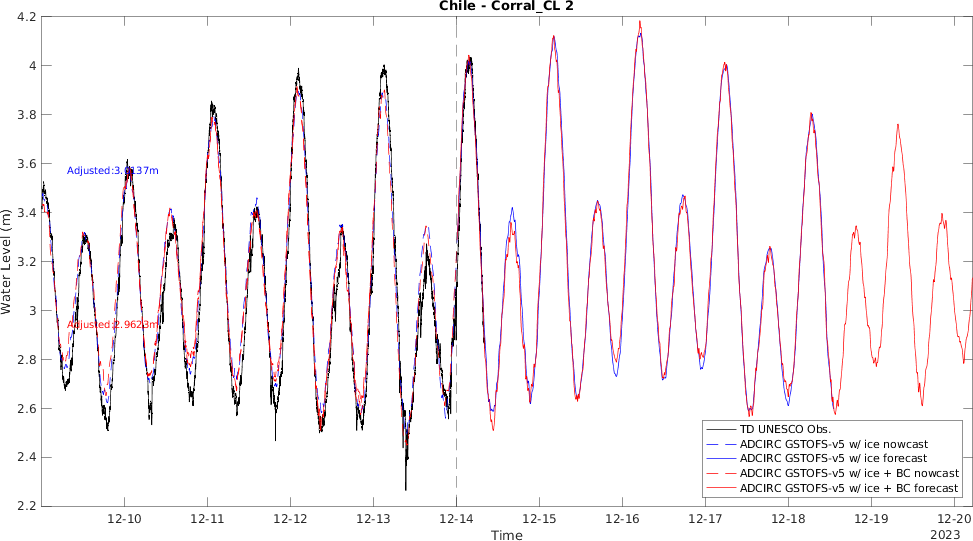 Chile - Corral_CL 2
Water Level (m)
4.2
4
3.8
3.6
3.4
3.2
3
2.8
2.6
2.4
2.2
Adjusted:2.9623m
TD UNESCO Obs.
ADCIRC GSTOFS-v5 w/ ice nowcast
ADCIRC GSTOFS-v5 w/ ice forecast
ADCIRC GSTOFS-v5 w/ ice + BC nowcast
ADCIRC GSTOFS-v5 w/ ice + BC forecast
12-10
12-11
12-12
12-13
12-14
12-15
12-16
12-17
12-18
12-19
12-20
Time
2023